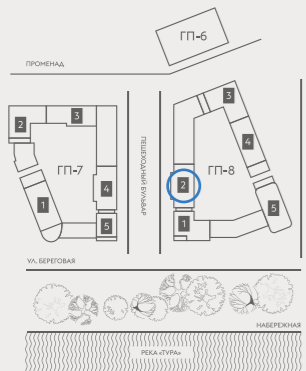 ГП-6
ПРОМЕНАД
3
3
2
4
ПЕШЕХОДНЫЙ БУЛЬВАР
ГП-7
ГП-8
4
2
1
5
5
1
УЛ. БЕРЕГОВАЯ
НАБЕРЕЖНАЯ
РЕКА «ТУРА»